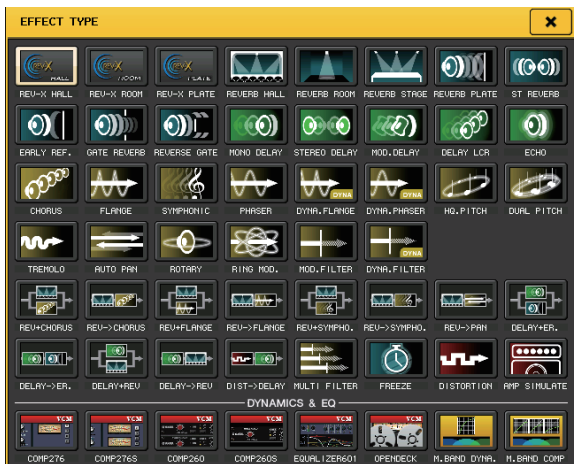 EFFECT TYPE
REV-X HALL REV-X ROOM REV-X PLATE REVERB HALL REVERB ROOM REVERB STAGE REVERB PLATE ST REVERB
EARLY REF. GATE REVERB REVERSE GATE MONO DELAY STEREO DELAY MOD.DELAY DELAY LCR ECHO
CHORUS FLANGE SYMPHONIC PHASER DYNA.FLANGE DYNA.PHASER HQ.PITCH DUAL PITCH
TREMOLO AUTO PAN ROTARY RING MOD. MOD.FILTER DYNA.FILTER
REV+CHORUS REV->CHORUS REV+FLANGE REV->FLANGE REV+SYMPHO. REV->SYMPHO. REV->PAN DELAY+ER.
DELAY->ER. DELAY+REV DELAY->REV DIST->DELAY MULTI FILTER FREEZE DISTORTION AMP SIMULATE
DYNAMICS & EQ
COMP276 COMP276S COMP260 COMP260S EQUALIZER601 OPENDECK M.BAND DYNA. M.BAND COMP